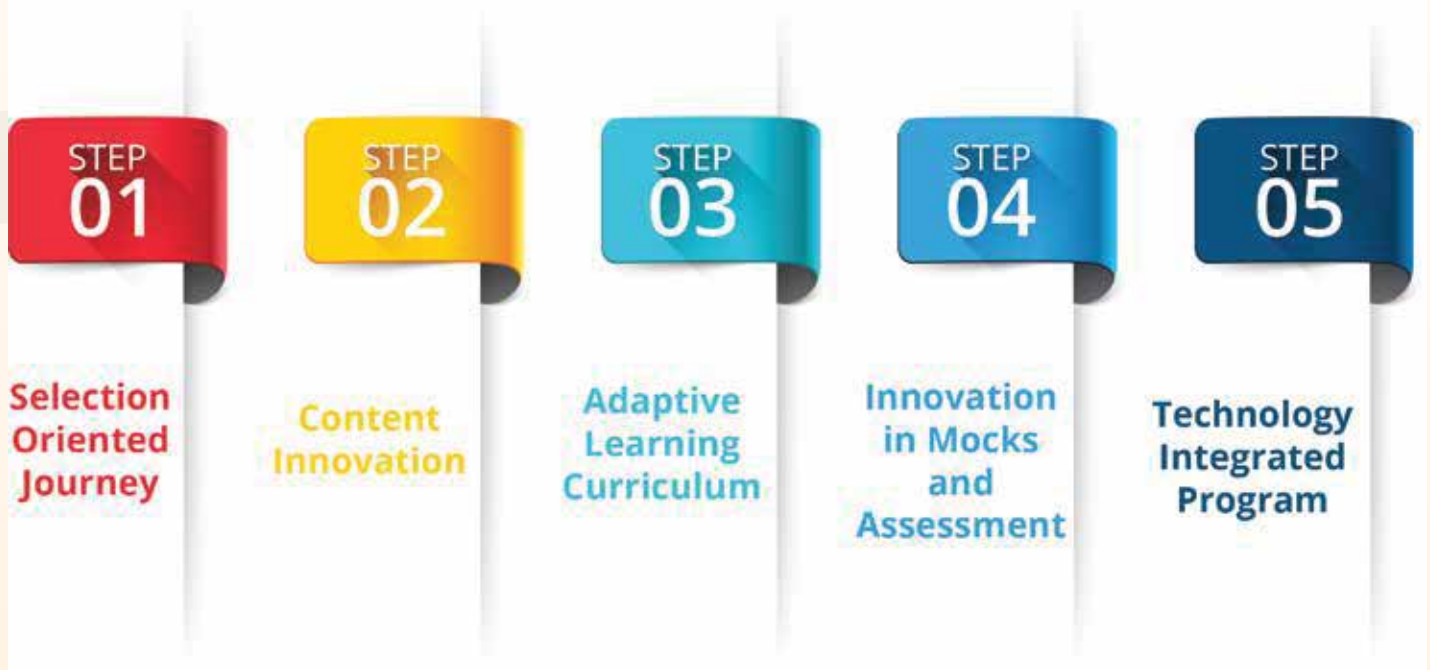 STEP
01
Selection
Oriented
Journey
STEP
02
Content
Innovation
STEP
03
Adaptive
Learning
Curriculum
STEP
04
Innovation
in Mocks
and
Assessment
STEP
05
Technology
Integrated
Program